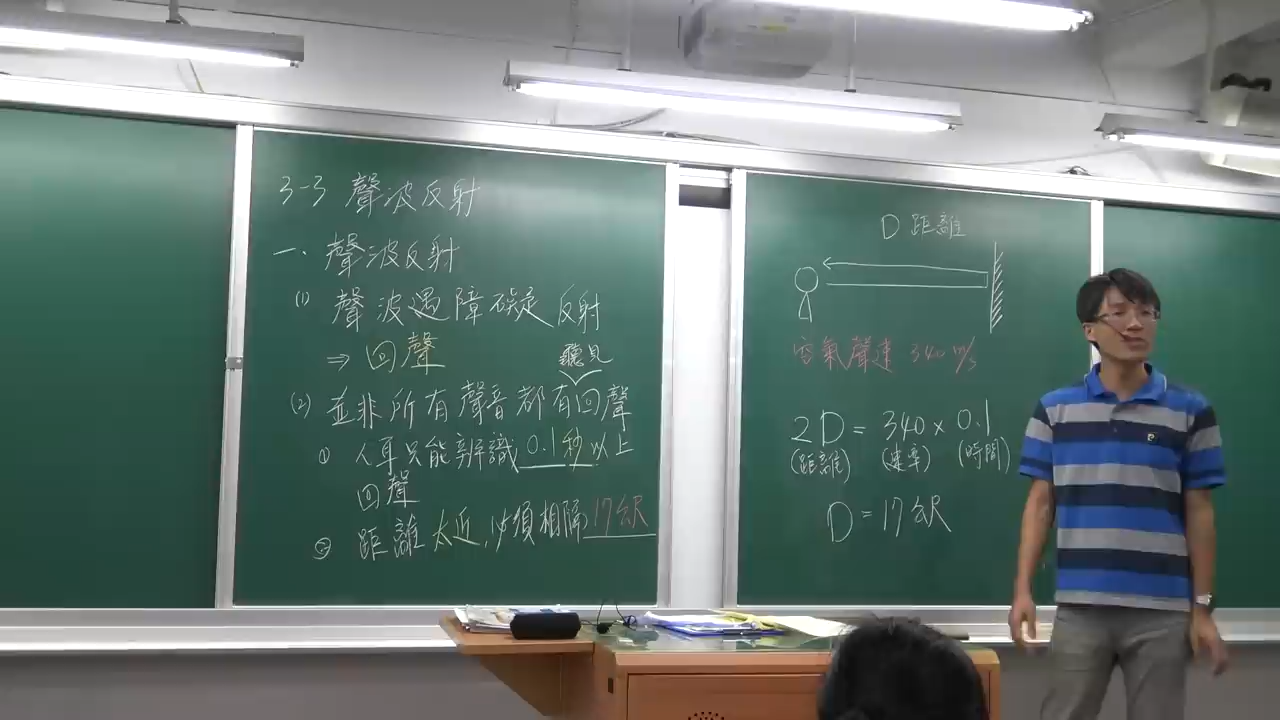 3-3 聲波反射
一. 聲波反射
(1) 聲波遇障礙是反射
⇒ 回聲
聽見
(2) 並非所有聲音都有回聲
① 人耳只能辨識0.1秒以上
回聲
② 距離太近,必須相隔17公尺
D 距離
空氣聲速 340 m/s
2D = 340 × 0.1
(距離) (速率) (時間)
D = 17公尺